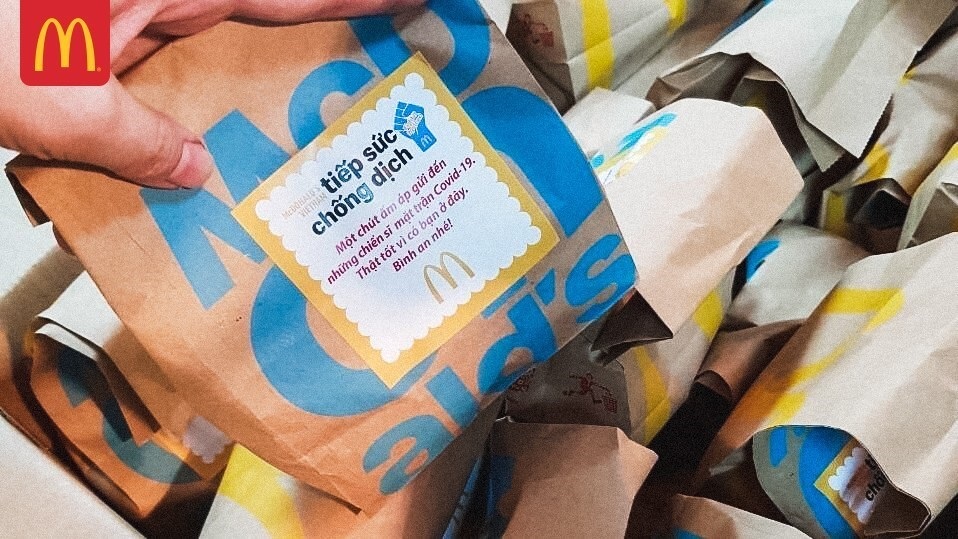 McDonald's
McDONALD'S
VIETNAM
tiếp sức
chống dịch
Một chút ấm áp gửi đến
những chiến sĩ mặt trận Covid-19.
Thật tốt vì có bạn ở đây.
Bình an nhé!